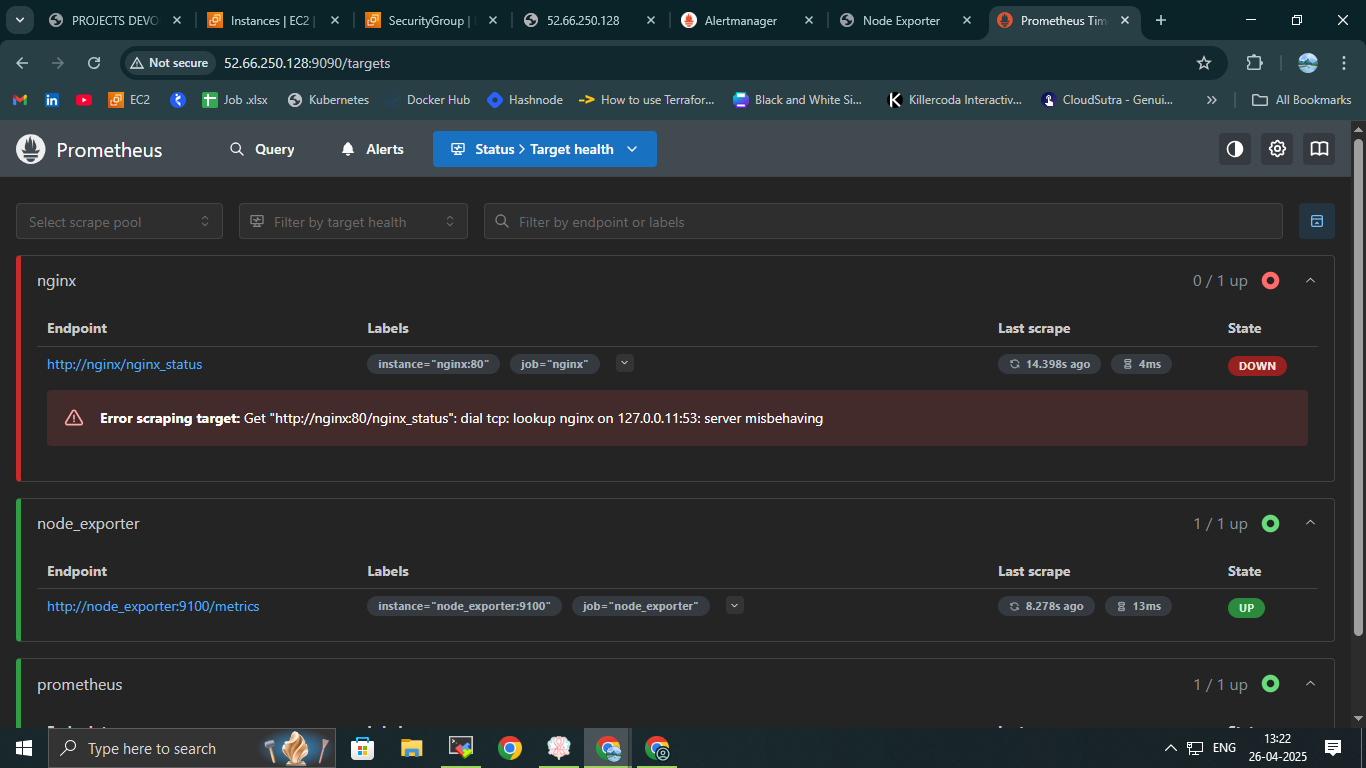 PROJECTS DEVO
Instances | EC2 |
SecurityGroup |
52.66.250.128
Alertmanager
Node Exporter
Prometheus Tim
Not secure
52.66.250.128:9090/targets
EC2
Job .xlsx
Kubernetes
Docker Hub
Hashnode
How to use Terrafor...
Black and White Si...
Killercoda Interactiv...
CloudSutra - Genui...
All Bookmarks
Prometheus
Query
Alerts
Status > Target health
Select scrape pool
Filter by target health
Filter by endpoint or labels
nginx
0 / 1 up
Endpoint Labels Last scrape State
http://nginx/nginx_status instance="nginx:80" job="nginx" 14.398s ago 4ms DOWN
Error scraping target: Get "http://nginx:80/nginx_status": dial tcp: lookup nginx on 127.0.0.11:53: server misbehaving
node_exporter
1 / 1 up
Endpoint Labels Last scrape State
http://node_exporter:9100/metrics instance="node_exporter:9100" job="node_exporter" 8.278s ago 13ms UP
prometheus
1 / 1 up
Type here to search
ENG
13:22
26-04-2025